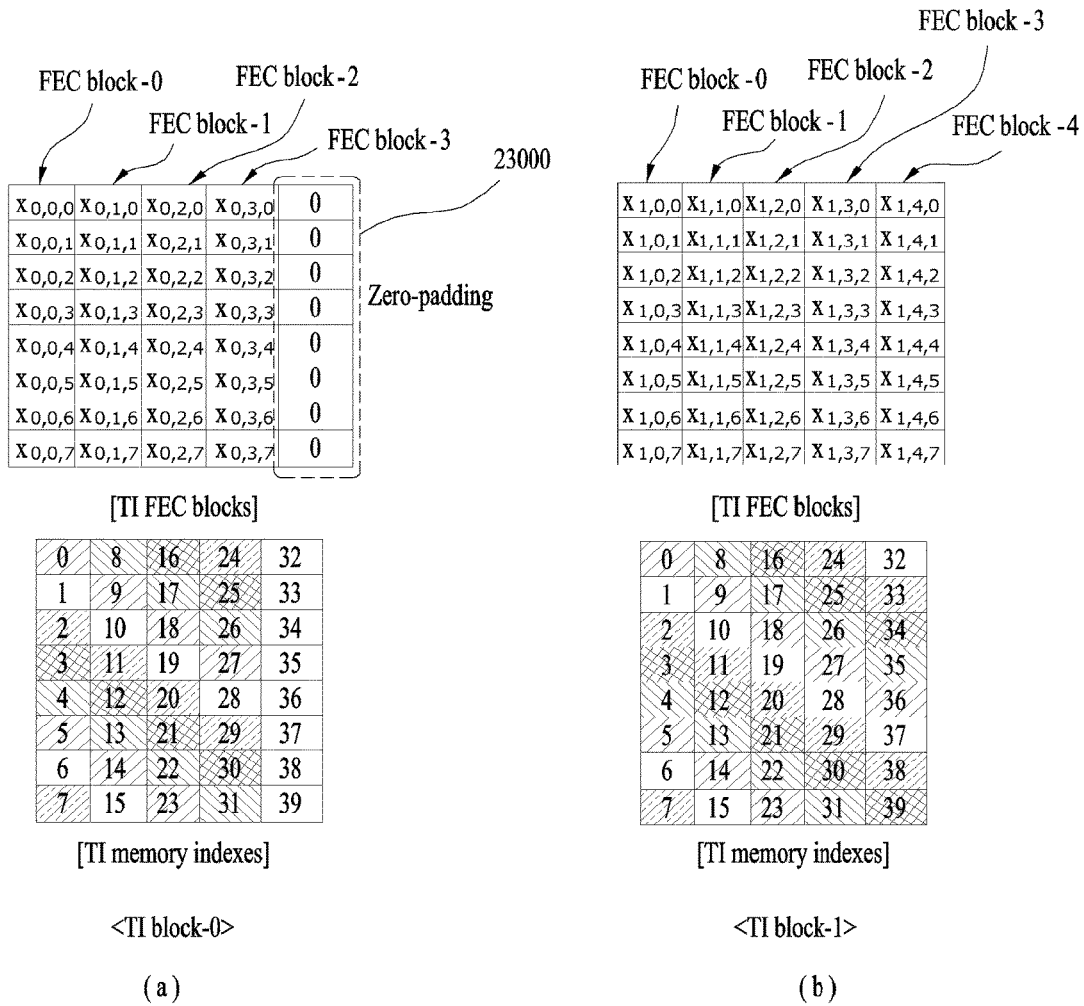 FEC block -0
FEC block -1
FEC block -2
FEC block -3
23000
x0,0,0 x0,1,0 x0,2,0 x0,3,0 0
x0,0,1 x0,1,1 x0,2,1 x0,3,1 0
x0,0,2 x0,1,2 x0,2,2 x0,3,2 0
x0,0,3 x0,1,3 x0,2,3 x0,3,3 0
x0,0,4 x0,1,4 x0,2,4 x0,3,4 0
x0,0,5 x0,1,5 x0,2,5 x0,3,5 0
x0,0,6 x0,1,6 x0,2,6 x0,3,6 0
x0,0,7 x0,1,7 x0,2,7 x0,3,7 0
Zero-padding
[TI FEC blocks]
0 8 16 24 32
1 9 17 25 33
2 10 18 26 34
3 11 19 27 35
4 12 20 28 36
5 13 21 29 37
6 14 22 30 38
7 15 23 31 39
[TI memory indexes]
<TI block-0>
(a)
FEC block -0
FEC block -1
FEC block -2
FEC block -3
FEC block -4
x1,0,0 x1,1,0 x1,2,0 x1,3,0 x1,4,0
x1,0,1 x1,1,1 x1,2,1 x1,3,1 x1,4,1
x1,0,2 x1,1,2 x1,2,2 x1,3,2 x1,4,2
x1,0,3 x1,1,3 x1,2,3 x1,3,3 x1,4,3
x1,0,4 x1,1,4 x1,2,4 x1,3,4 x1,4,4
x1,0,5 x1,1,5 x1,2,5 x1,3,5 x1,4,5
x1,0,6 x1,1,6 x1,2,6 x1,3,6 x1,4,6
x1,0,7 x1,1,7 x1,2,7 x1,3,7 x1,4,7
[TI FEC blocks]
0 8 16 24 32
1 9 17 25 33
2 10 18 26 34
3 11 19 27 35
4 12 20 28 36
5 13 21 29 37
6 14 22 30 38
7 15 23 31 39
[TI memory indexes]
<TI block-1>
(b)